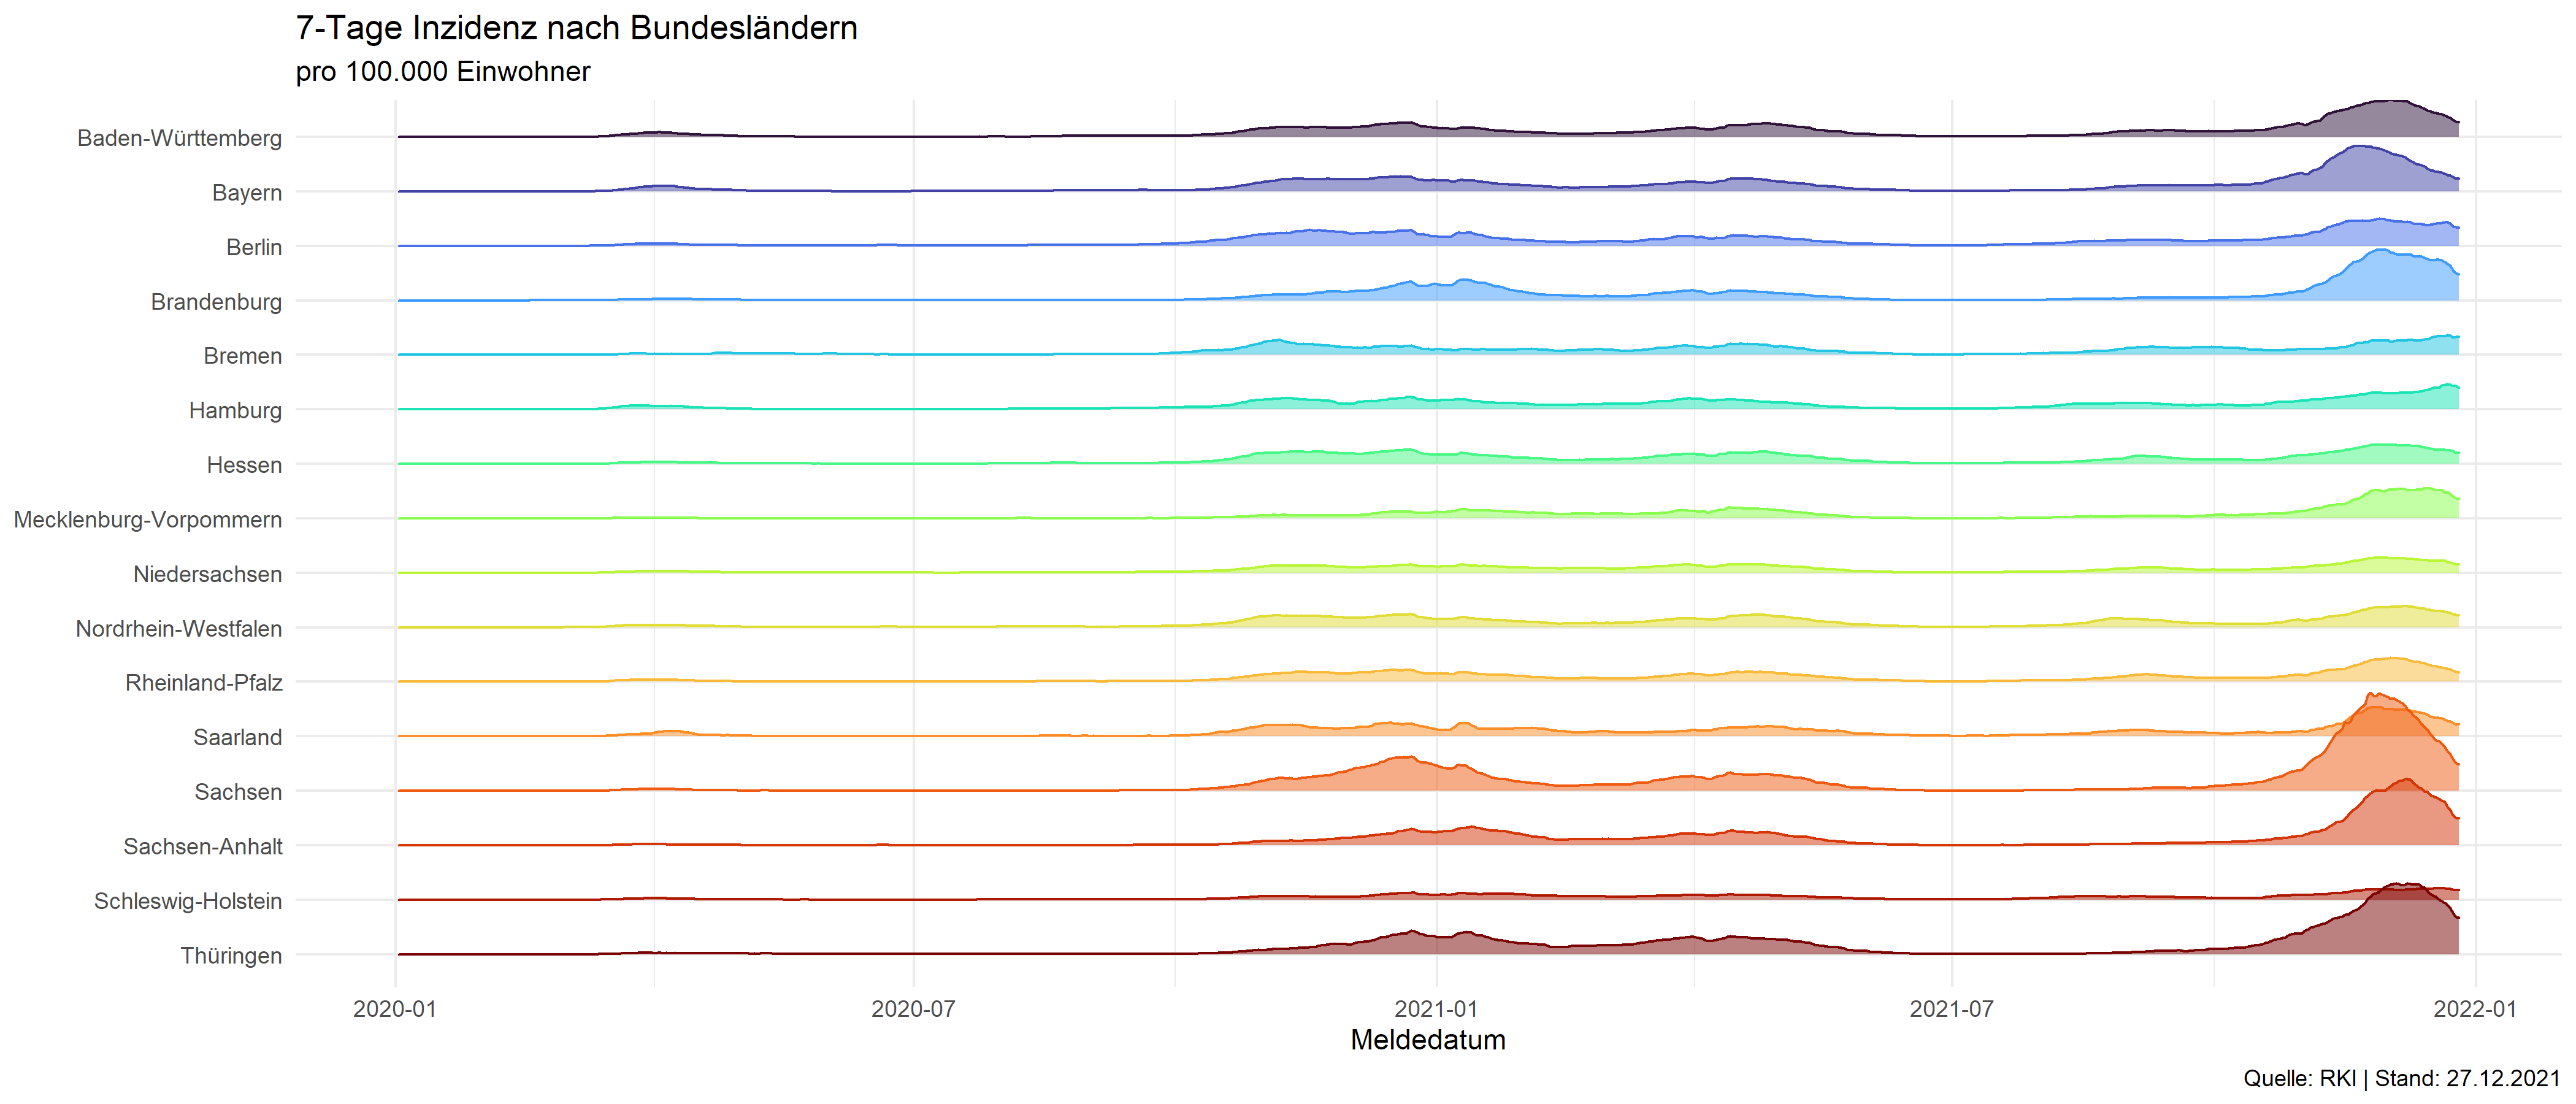 7-Tage Inzidenz nach Bundesländern
pro 100.000 Einwohner
Baden-Württemberg
Bayern
Berlin
Brandenburg
Bremen
Hamburg
Hessen
Mecklenburg-Vorpommern
Niedersachsen
Nordrhein-Westfalen
Rheinland-Pfalz
Saarland
Sachsen
Sachsen-Anhalt
Schleswig-Holstein
Thüringen
2020-01 2020-07 2021-01 2021-07 2022-01
Meldedatum
Quelle: RKI | Stand: 27.12.2021